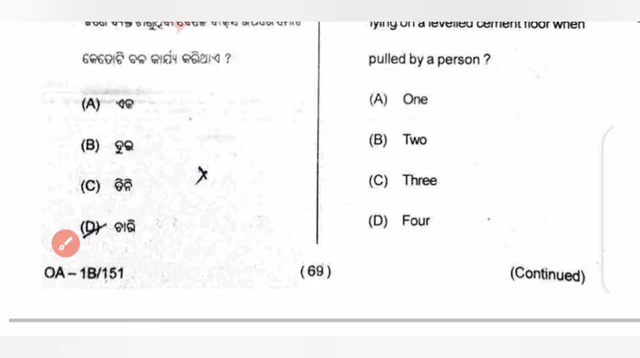 lying on a levelled cement floor when
କେତୋଟି ବଳ କାର୍ଯ୍ୟ କରିଥାଏ ?
pulled by a person ?
(A) ଏକ
(A) One
(B) ଦୁଇ
(B) Two
(C) ତିନି
(C) Three
(D) ଚାରି
(D) Four
OA – 1B/151
(69)
(Continued)